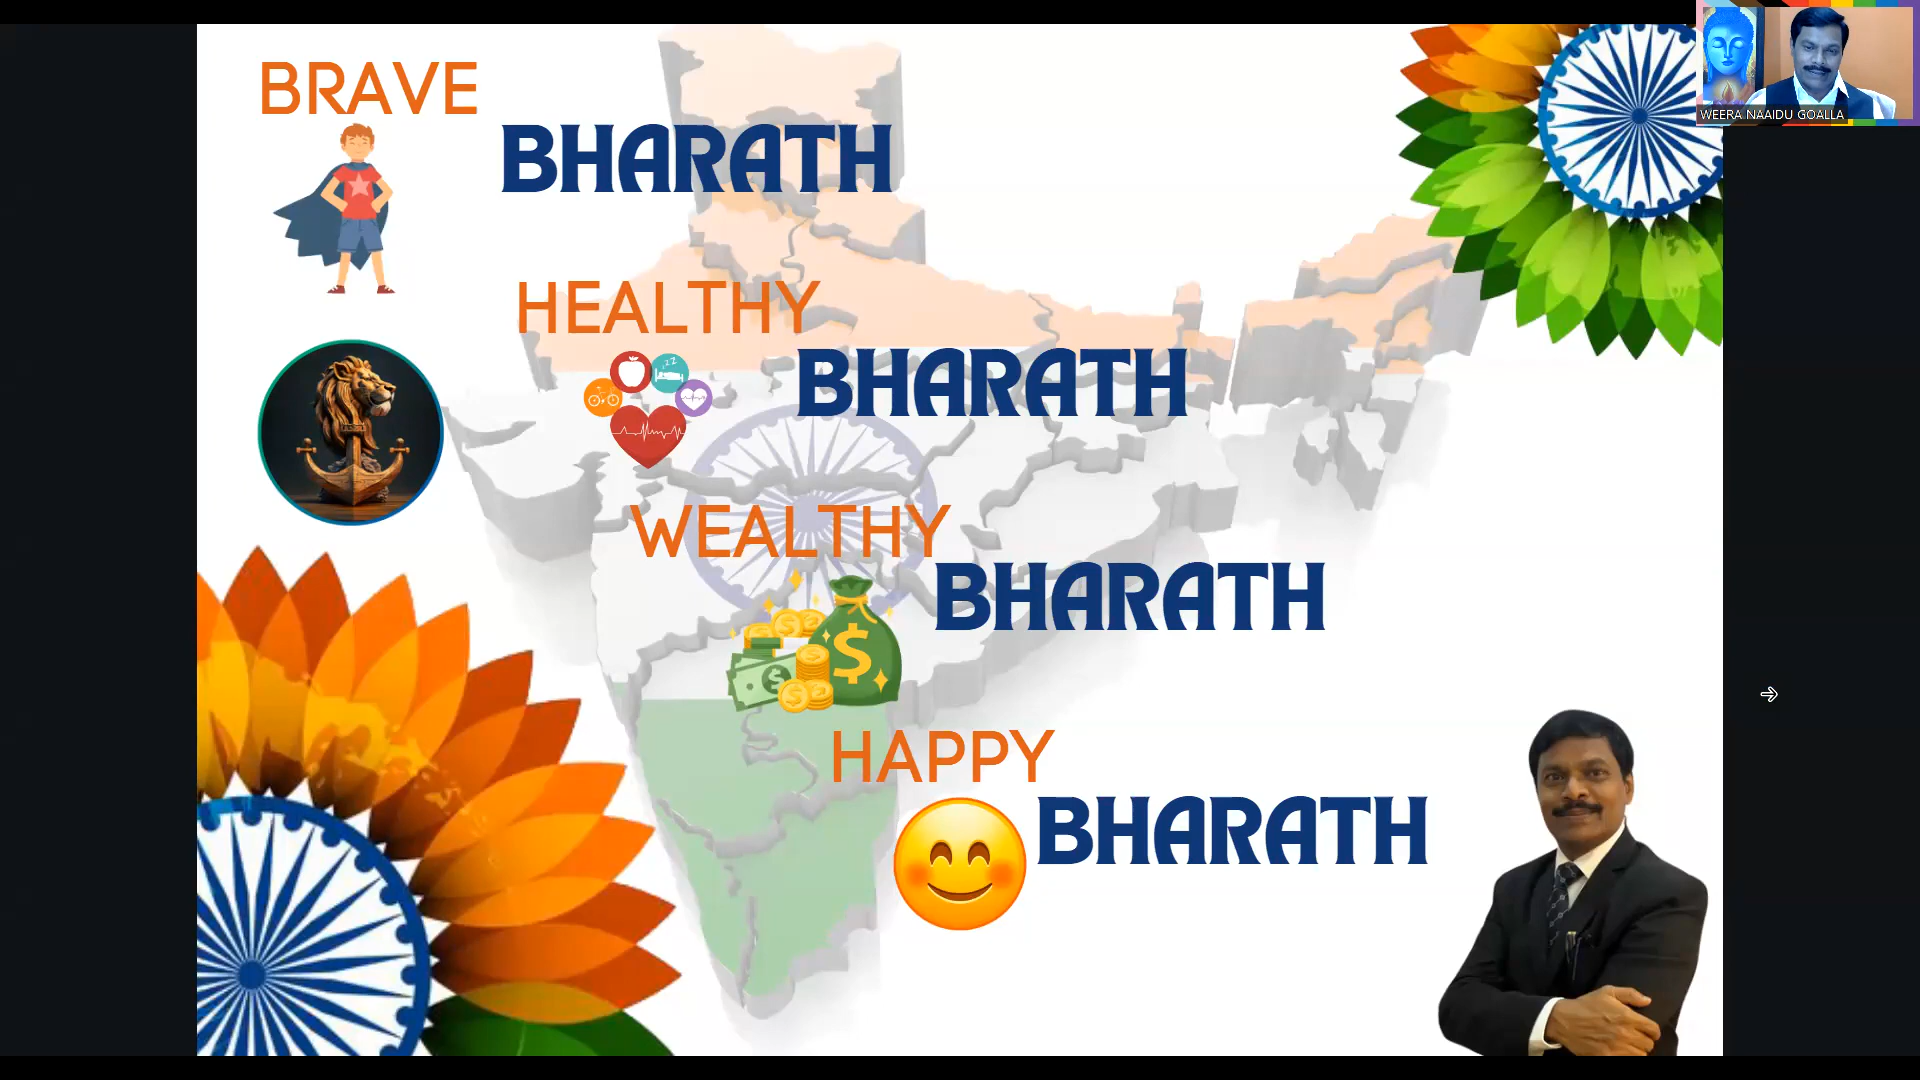 BRAVE
BHARATH
HEALTHY
BHARATH
WEALTHY
BHARATH
HAPPY
BHARATH
WEERA NAAIDU GOALLA